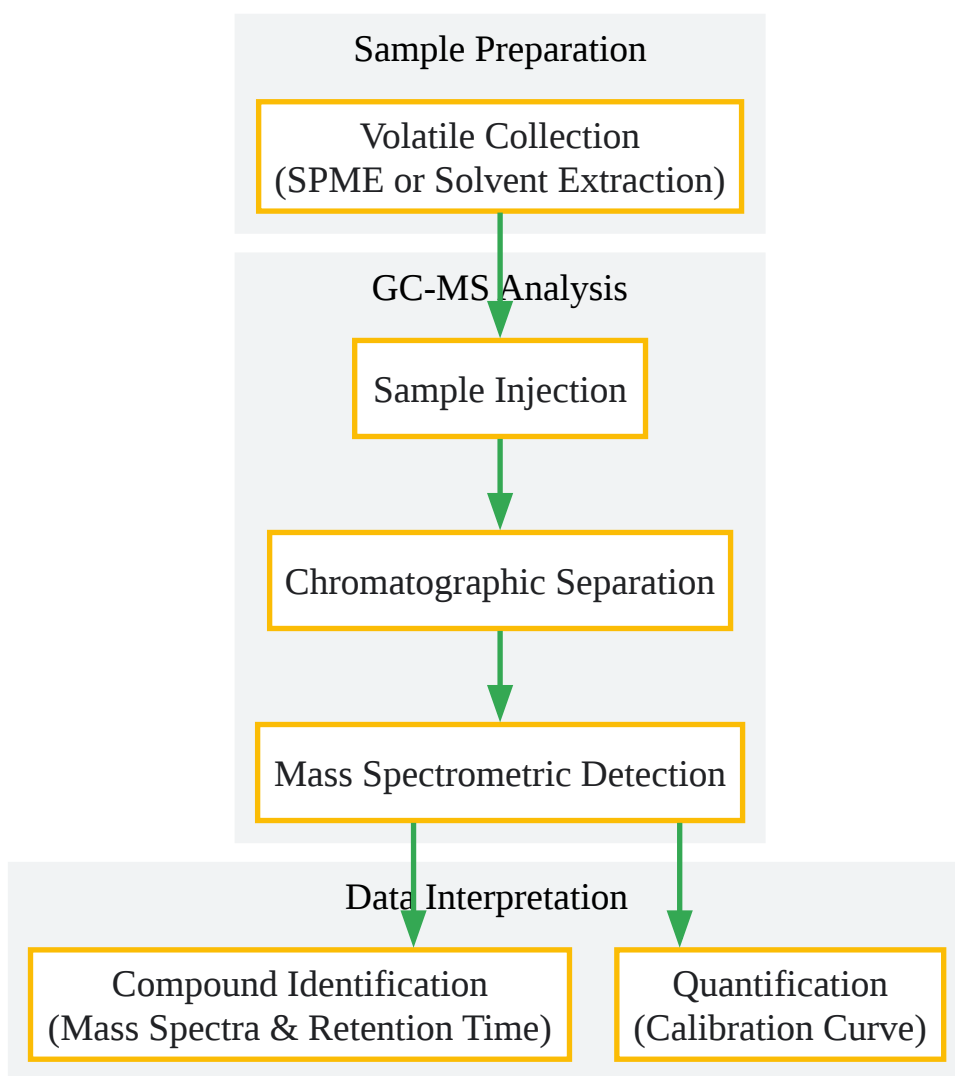 Sample Preparation
Volatile Collection
(SPME or Solvent Extraction)
GC-MS Analysis
Sample Injection
Chromatographic Separation
Mass Spectrometric Detection
Data Interpretation
Compound Identification
(Mass Spectra & Retention Time)
Quantification
(Calibration Curve)